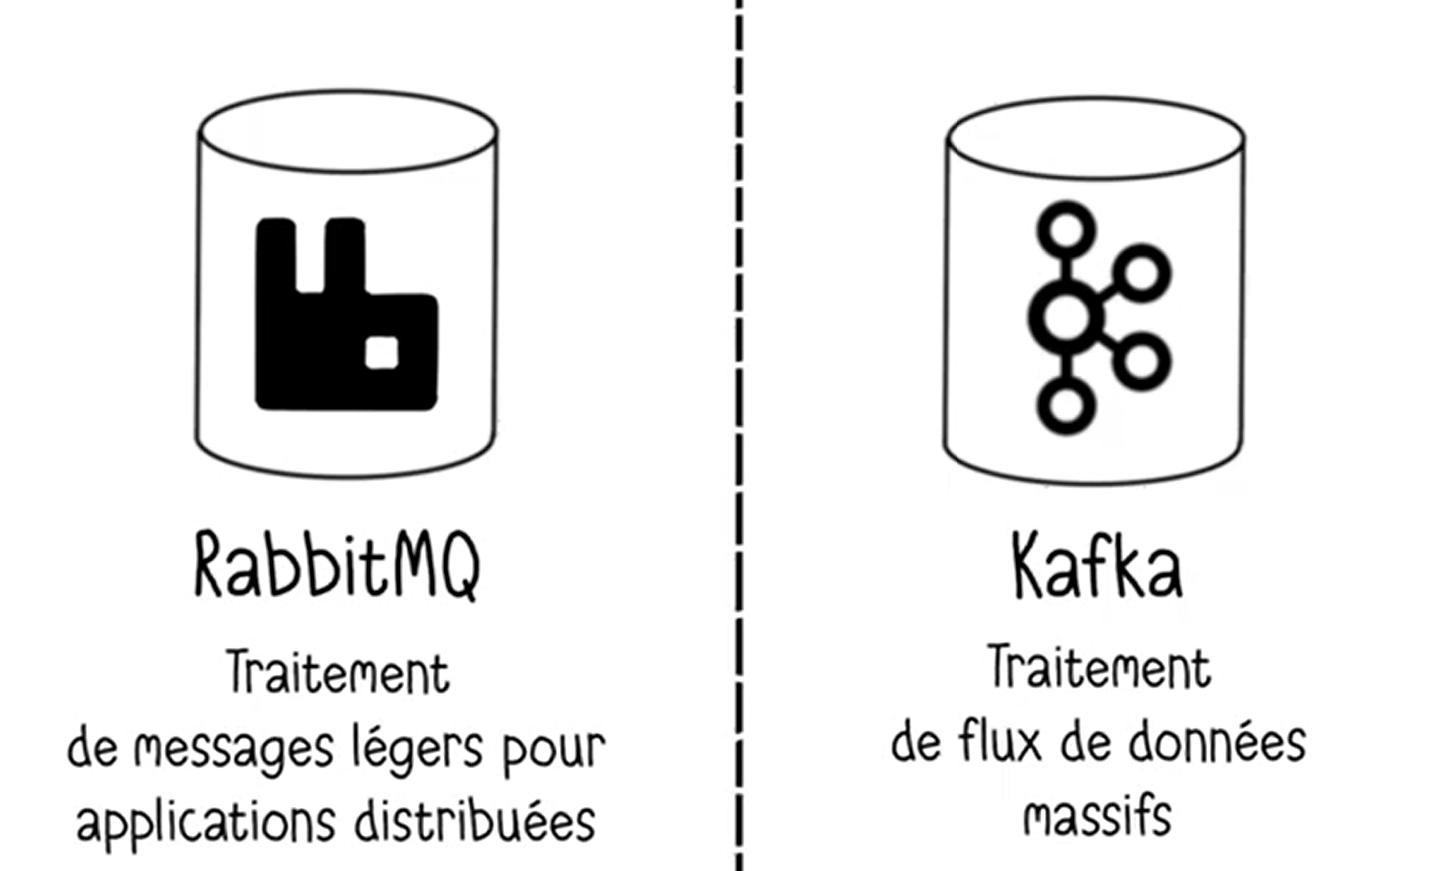 RabbitMQ
Traitement
de messages légers pour
applications distribuées
Kafka
Traitement
de flux de données
massifs